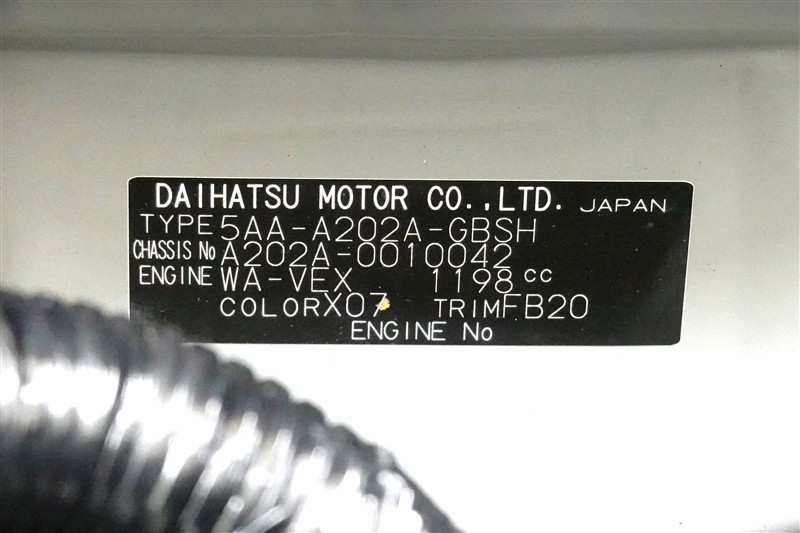 DAIHATSU MOTOR CO.,LTD. JAPAN
TYPE 5AA-A202A-GBSH
CHASSIS No A202A-0010042
ENGINE WA-VEX 1198 cc
COLOR X07 TRIM FB20
ENGINE No